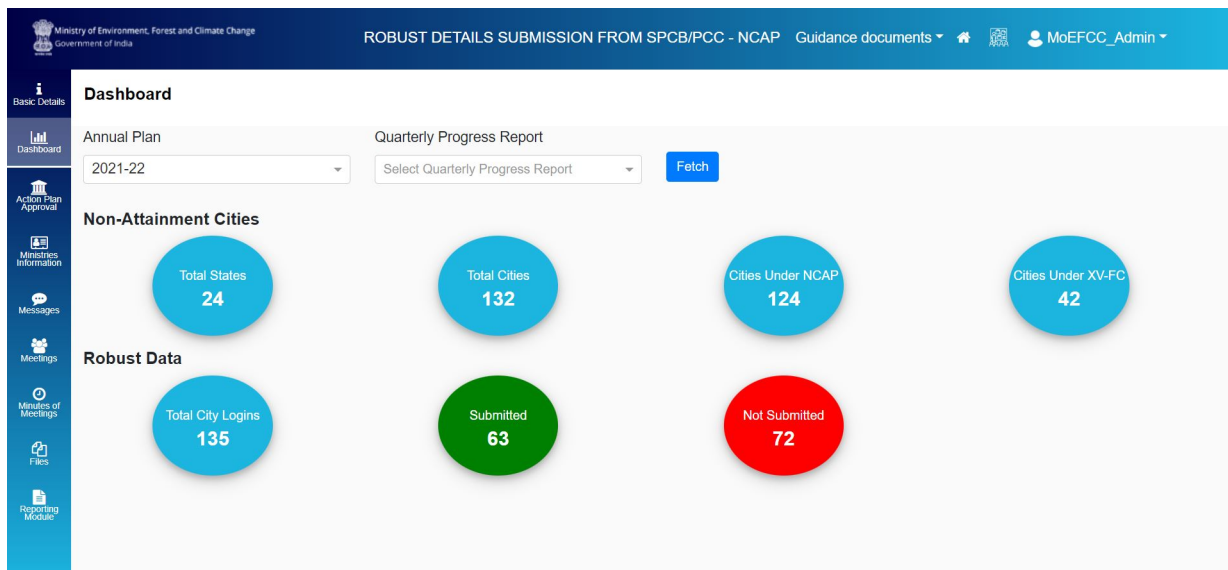 Ministry of Environment, Forest and Climate Change
Government of India
ROBUST DETAILS SUBMISSION FROM SPCB/PCC - NCAP
Guidance documents
MoEFCC_Admin
Basic Details
Dashboard
Action Plan
Approval
Ministries
Information
Messages
Meetings
Minutes of
Meetings
Files
Reporting
Module
Dashboard
Annual Plan
Quarterly Progress Report
2021-22
Select Quarterly Progress Report
Fetch
Non-Attainment Cities
Total States
24
Total Cities
132
Cities Under NCAP
124
Cities Under XV-FC
42
Robust Data
Total City Logins
135
Submitted
63
Not Submitted
72